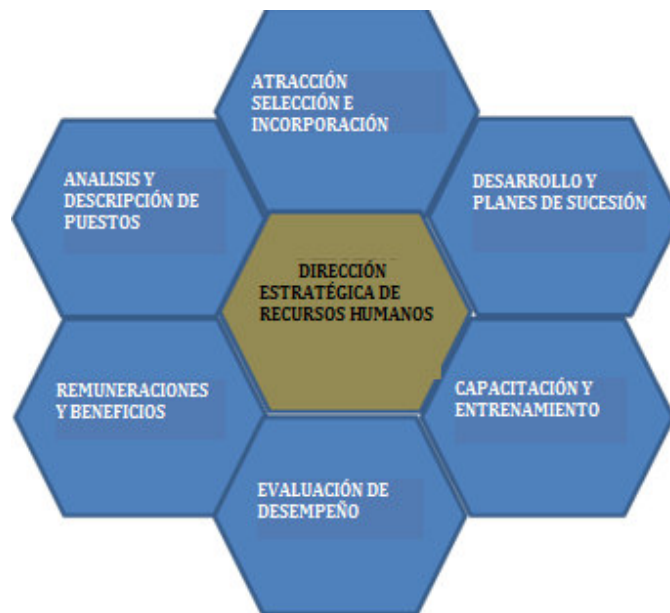 ATRACCIÓN
SELECCIÓN E
INCORPORACIÓN
ANALISIS Y
DESCRIPCIÓN DE
PUESTOS
DESARROLLO Y
PLANES DE SUCESIÓN
DIRECCIÓN
ESTRATÉGICA DE
RECURSOS HUMANOS
REMUNERACIONES
Y BENEFICIOS
CAPACITACIÓN Y
ENTRENAMIENTO
EVALUACIÓN DE
DESEMPEÑO